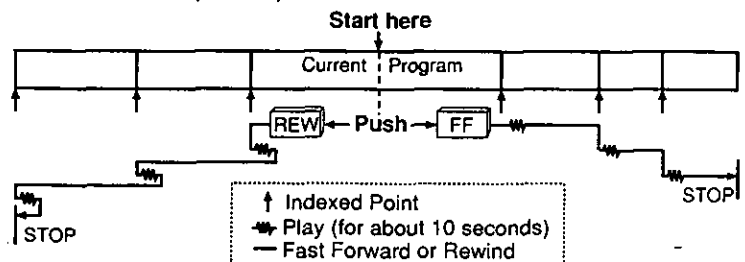 Start here
Current Program
REW Push FF
STOP
STOP
Indexed Point
Play (for about 10 seconds)
Fast Forward or Rewind